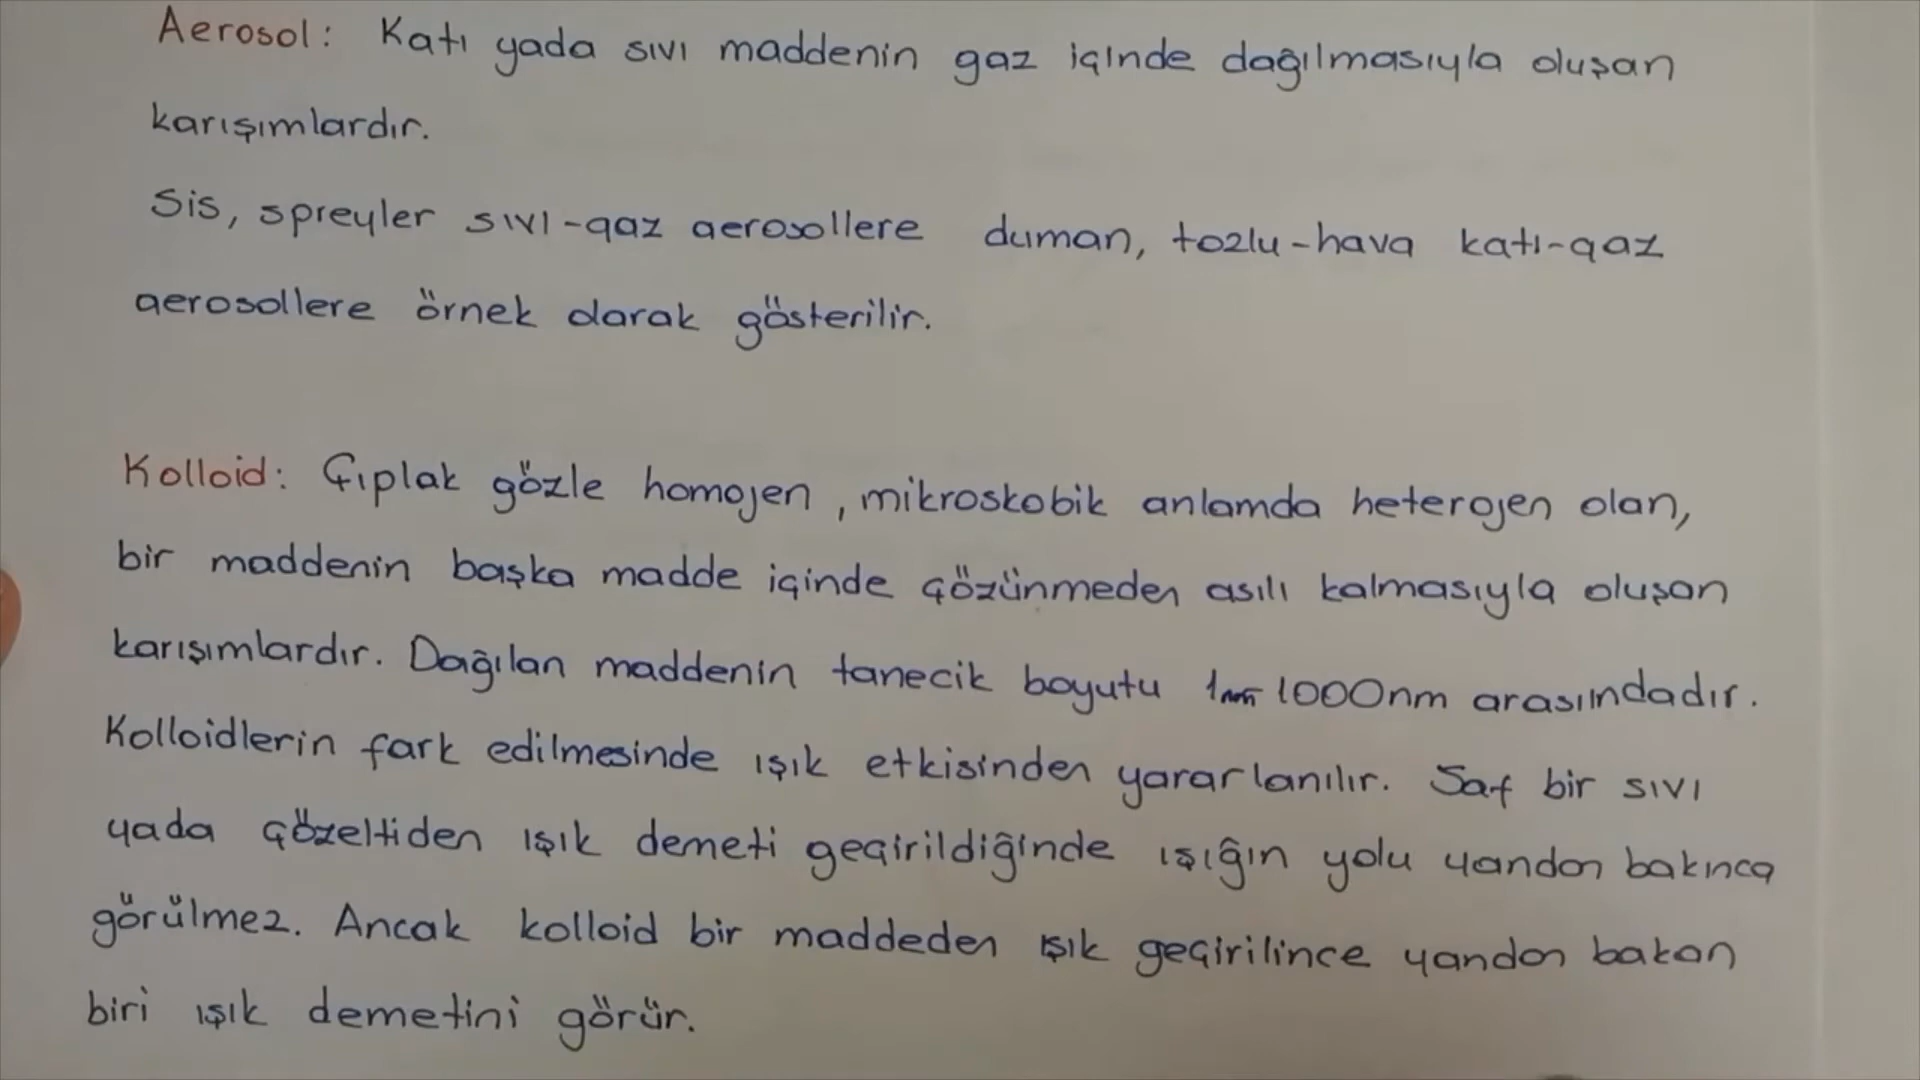 Aerosol: Katı yada sıvı maddenin gaz içinde dağılmasıyla oluşan
karışımlardır.
Sis, spreyler sıvı-gaz aerosollere duman, tozlu-hava katı-gaz
aerosollere örnek olarak gösterilir.
Kolloid: Çıplak gözle homojen, mikroskobik anlamda heterojen olan,
bir maddenin başka madde içinde çözünmeden asılı kalmasıyla oluşan
karışımlardır. Dağılan maddenin tanecik boyutu 1 1000nm arasındadır.
Kolloidlerin fark edilmesinde ışık etkisinden yararlanılır. Saf bir sıvı
yada çözeltiden ışık demeti geçirildiğinde ışığın yolu yandan bakınca
görülmez. Ancak kolloid bir maddeden ışık geçirilince yandan bakan
biri ışık demetini görür.